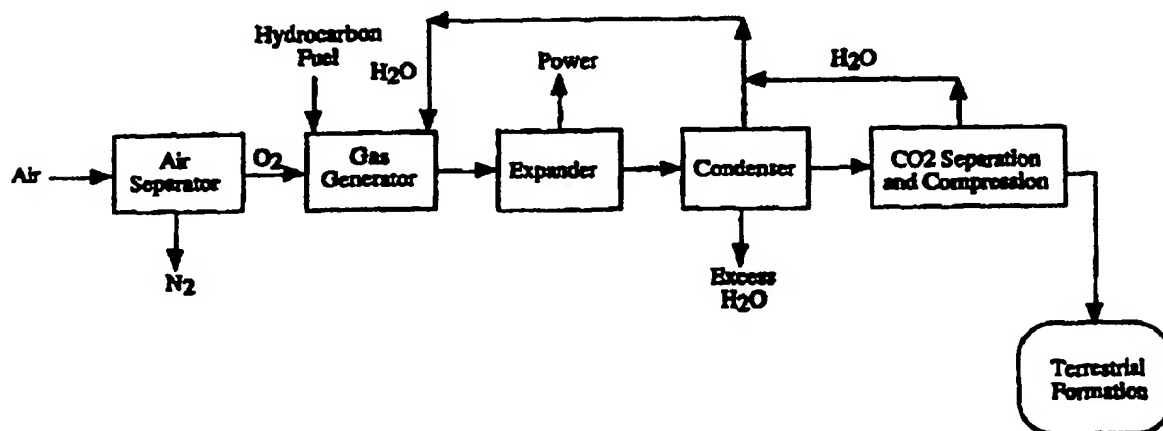 Hydrocarbon
Fuel
H2O
Power
H2O
Air
Air
Separator
O2
Gas
Generator
Expander
Condenser
CO2 Separation
and Compression
N2
Excess
H2O
Terrestrial
Formation